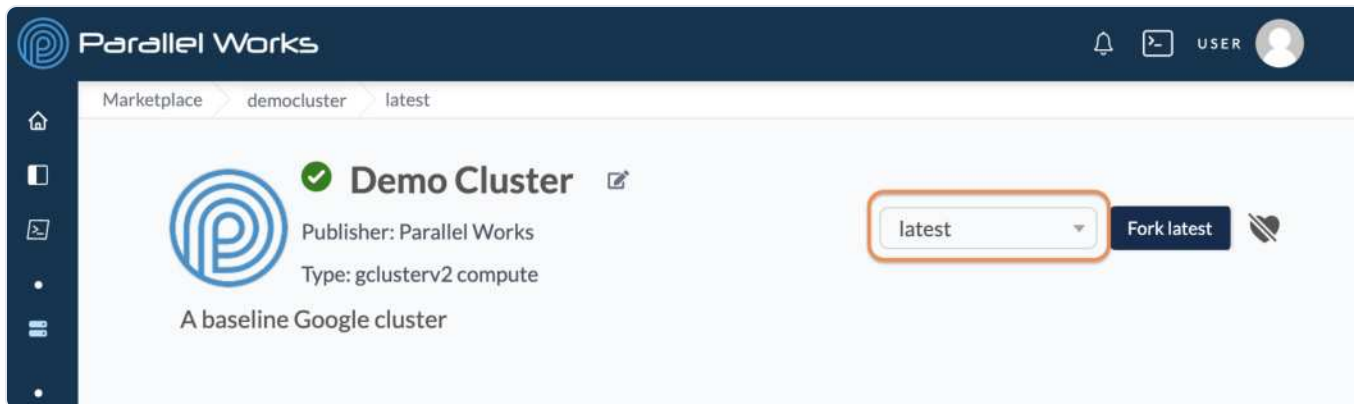 Parallel Works
USER
Marketplace democluster latest
Demo Cluster
Publisher: Parallel Works
Type: gclusterv2 compute
A baseline Google cluster
latest
Fork latest